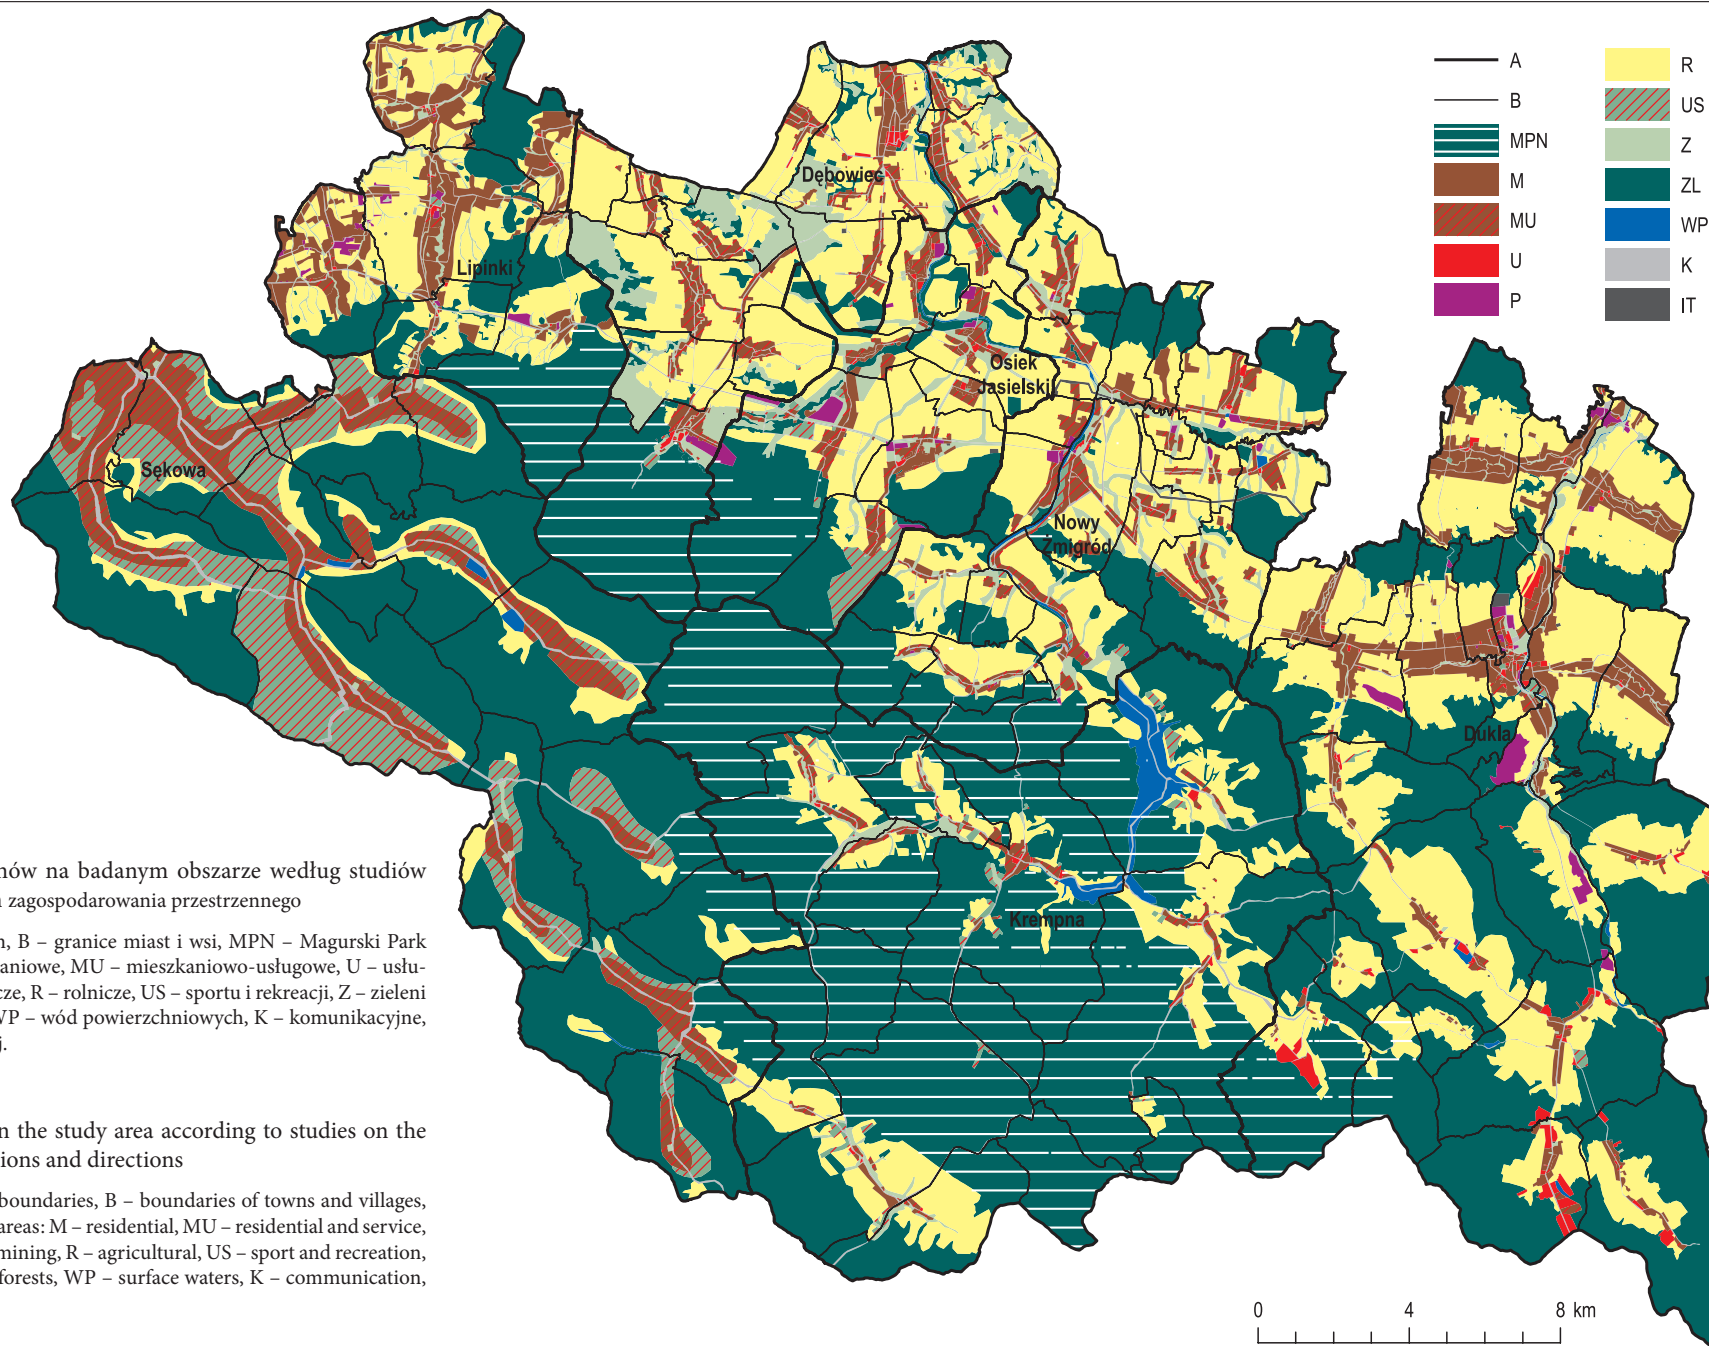 A
B
MPN
M
MU
U
P
R
US
Z
ZL
WP
K
IT
Dębowiec
Lipinki
Osiek
Jasielski
Sękowa
Nowy
Żmigród
Dukla
Krempna
nów na badanym obszarze według studiów
zagospodarowania przestrzennego
B – granice miast i wsi, MPN – Magurski Park
aniowe, MU – mieszkaniowo-usługowe, U – usłu-
cze, R – rolnicze, US – sportu i rekreacji, Z – zieleni
WP – wód powierzchniowych, K – komunikacyjne,
j.
n the study area according to studies on the
tions and directions
boundaries, B – boundaries of towns and villages,
areas: M – residential, MU – residential and service,
mining, R – agricultural, US – sport and recreation,
forests, WP – surface waters, K – communication,
0 4 8 km